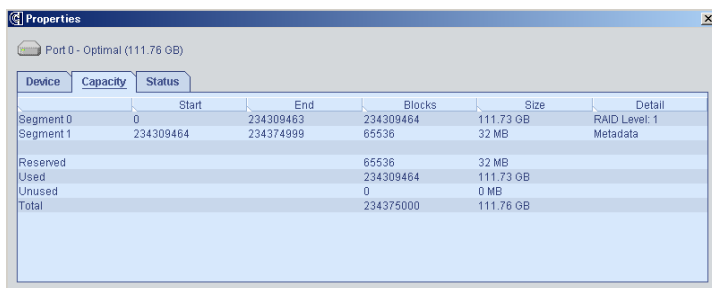 Properties
Port 0 - Optimal (111.76 GB)
Device Capacity Status
Start End Blocks Size Detail
Segment 0 0 234309463 234309464 111.73 GB RAID Level: 1
Segment 1 234309464 234374999 65536 32 MB Metadata
Reserved 65536 32 MB
Used 234309464 111.73 GB
Unused 0 0 MB
Total 234375000 111.76 GB